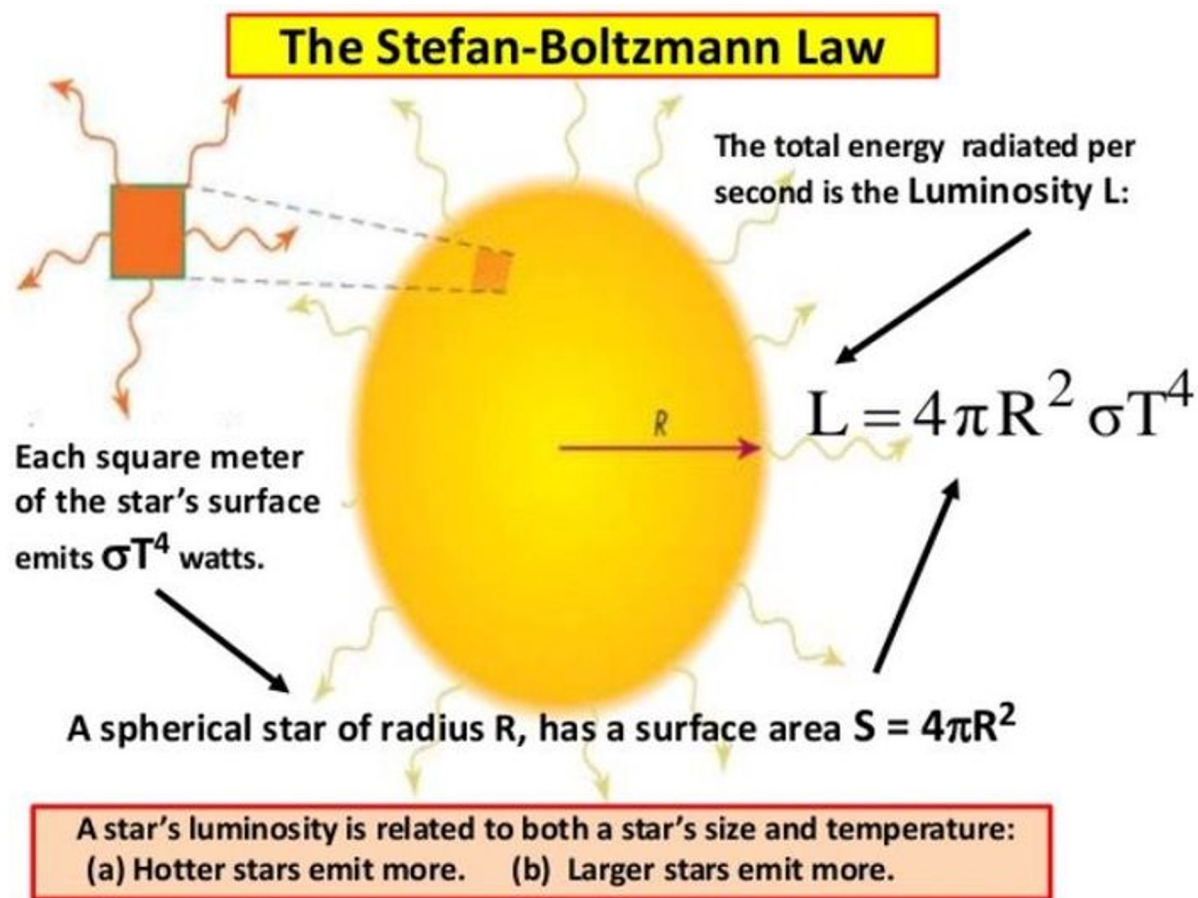 The Stefan-Boltzmann Law
The total energy radiated per
second is the Luminosity L:
L = 4πR² σT⁴
R
Each square meter
of the star's surface
emits σT⁴ watts.
A spherical star of radius R, has a surface area S = 4πR²
A star's luminosity is related to both a star's size and temperature:
(a) Hotter stars emit more. (b) Larger stars emit more.